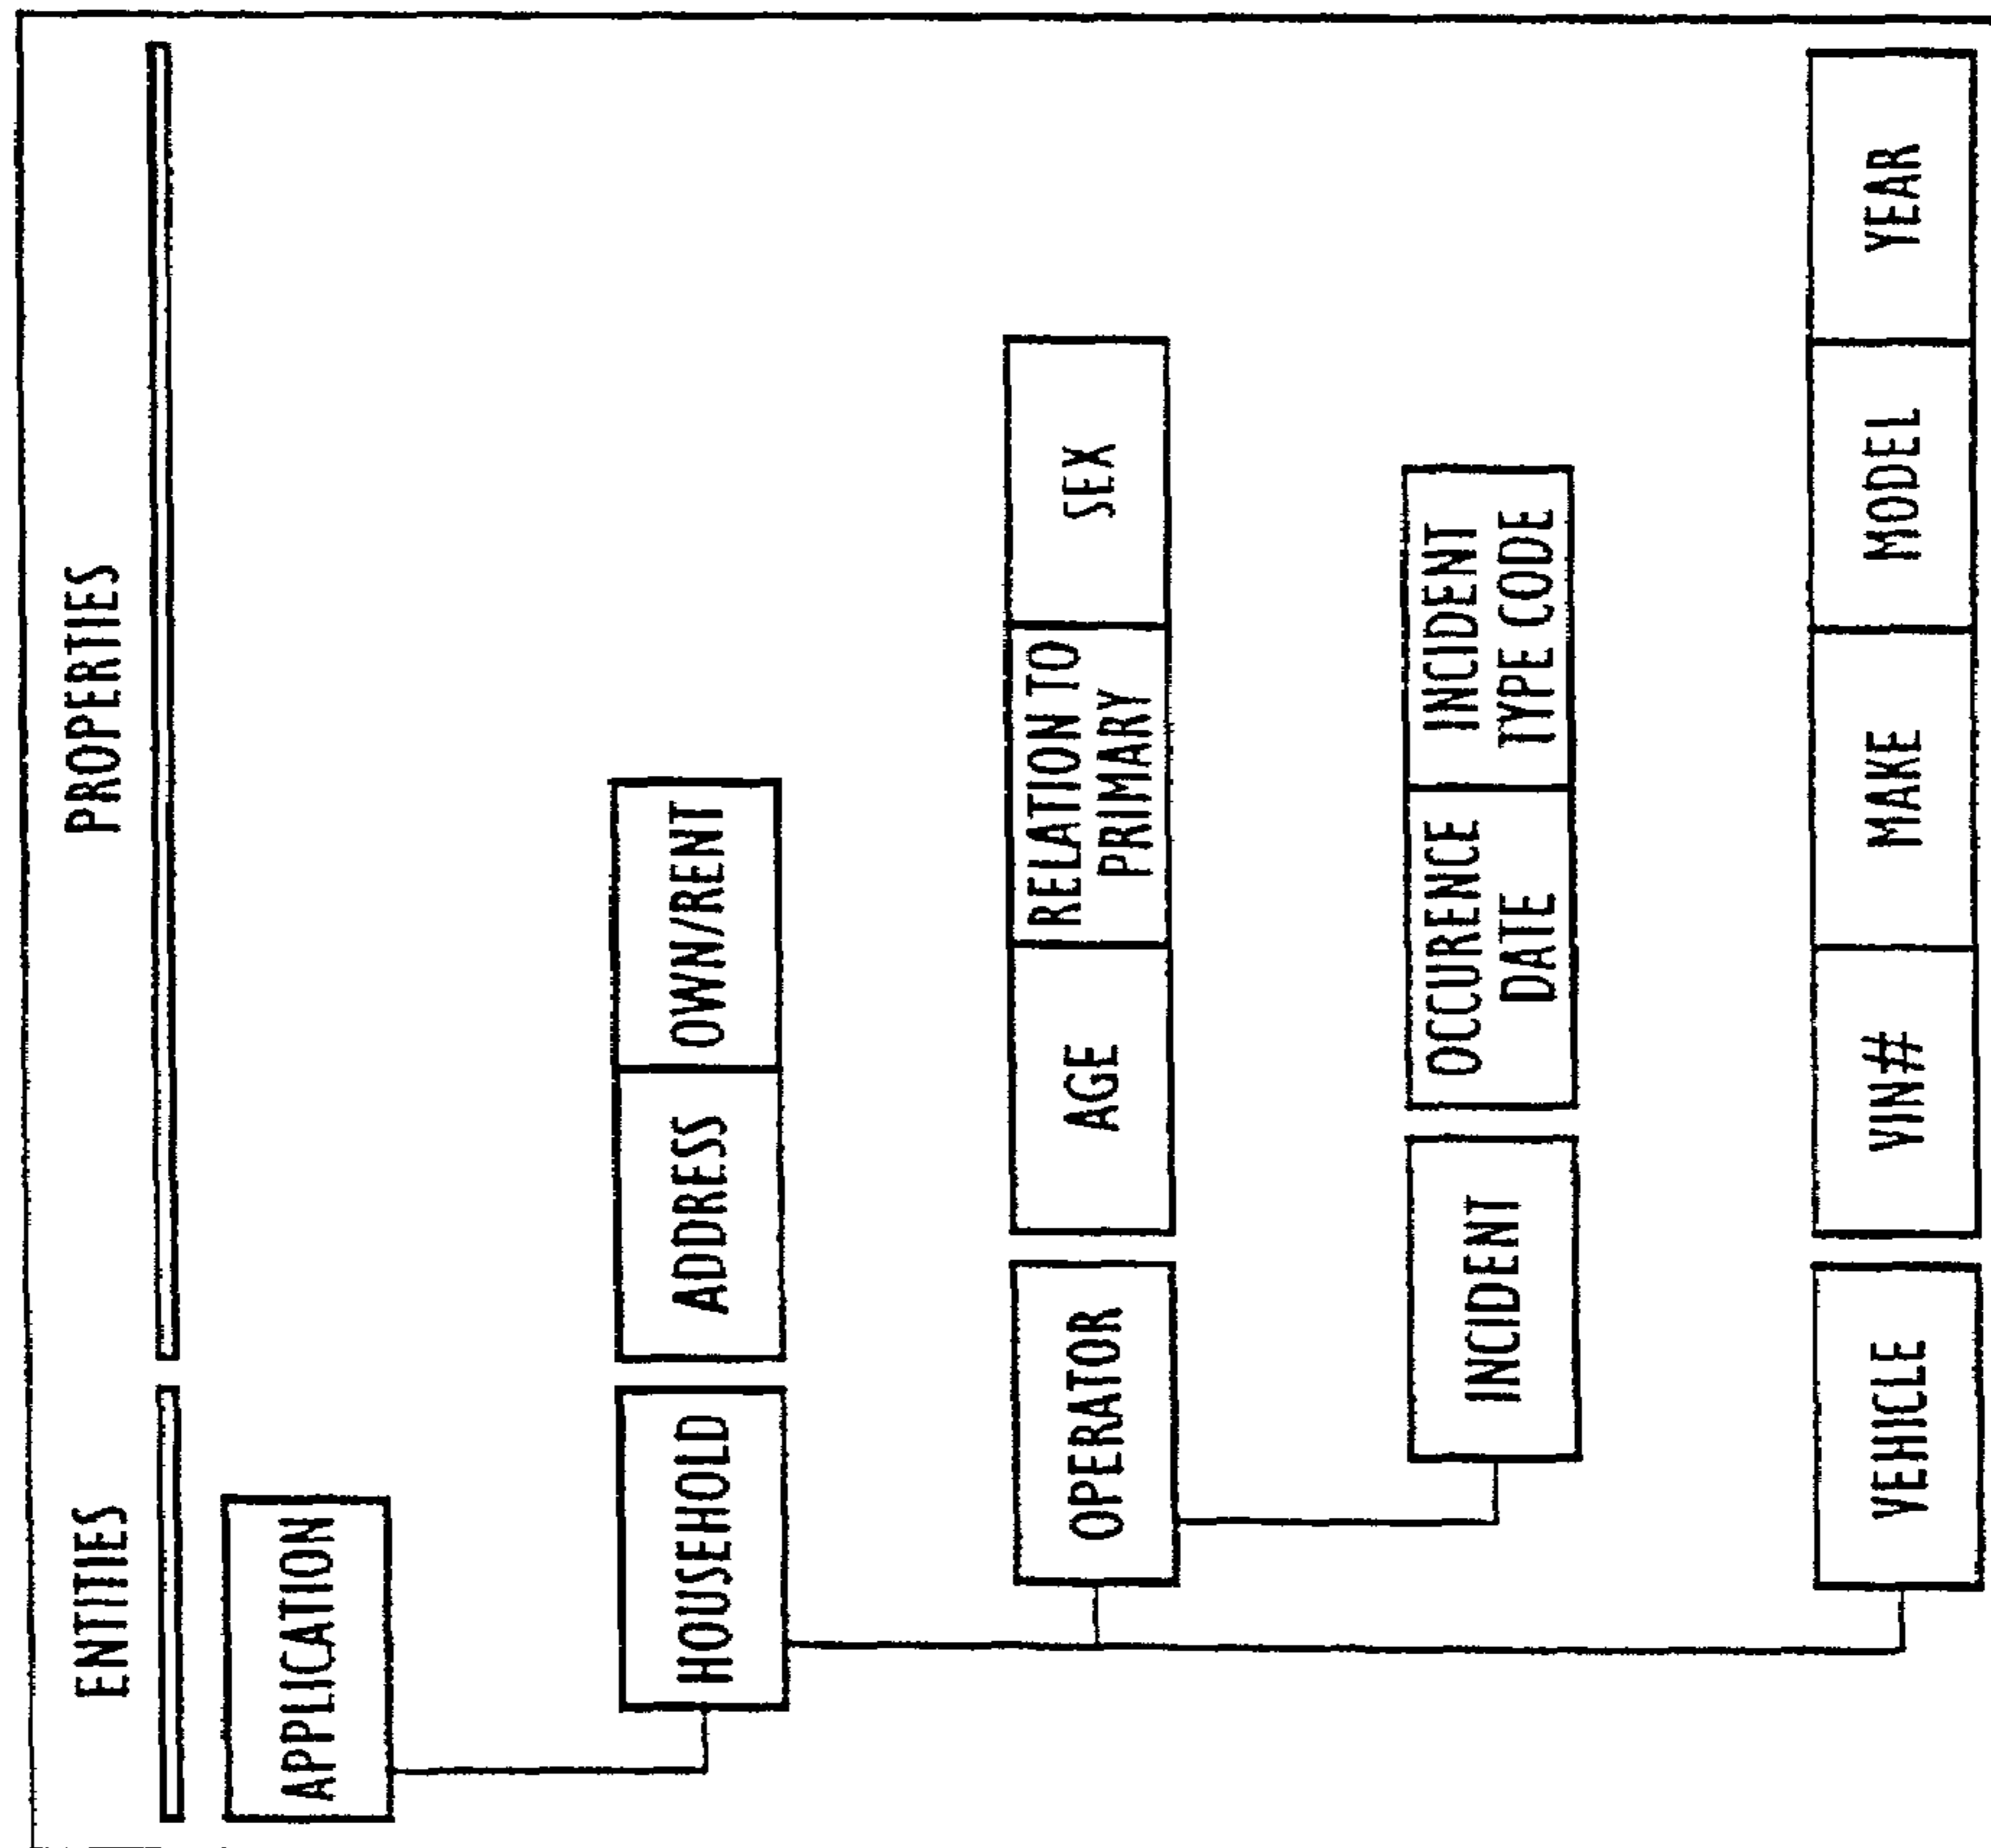 ENTITIES
PROPERTIES
APPLICATION
HOUSEHOLD
ADDRESS
OWN/RENT
OPERATOR
AGE
RELATION TO
PRIMARY
SEX
INCIDENT
OCCURENCE
DATE
INCIDENT
TYPE CODE
VEHICLE
VIN#
MAKE
MODEL
YEAR